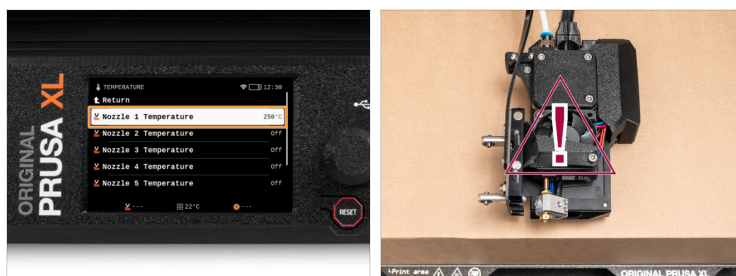 ORIGINAL
PRUSA XL
TEMPERATURE 12:30
Return
Nozzle 1 Temperature 250°C
Nozzle 2 Temperature Off
Nozzle 3 Temperature Off
Nozzle 4 Temperature Off
Nozzle 5 Temperature Off
--- 22°C ---
RESET
!
Print area
ORIGINAL PRUSA XL